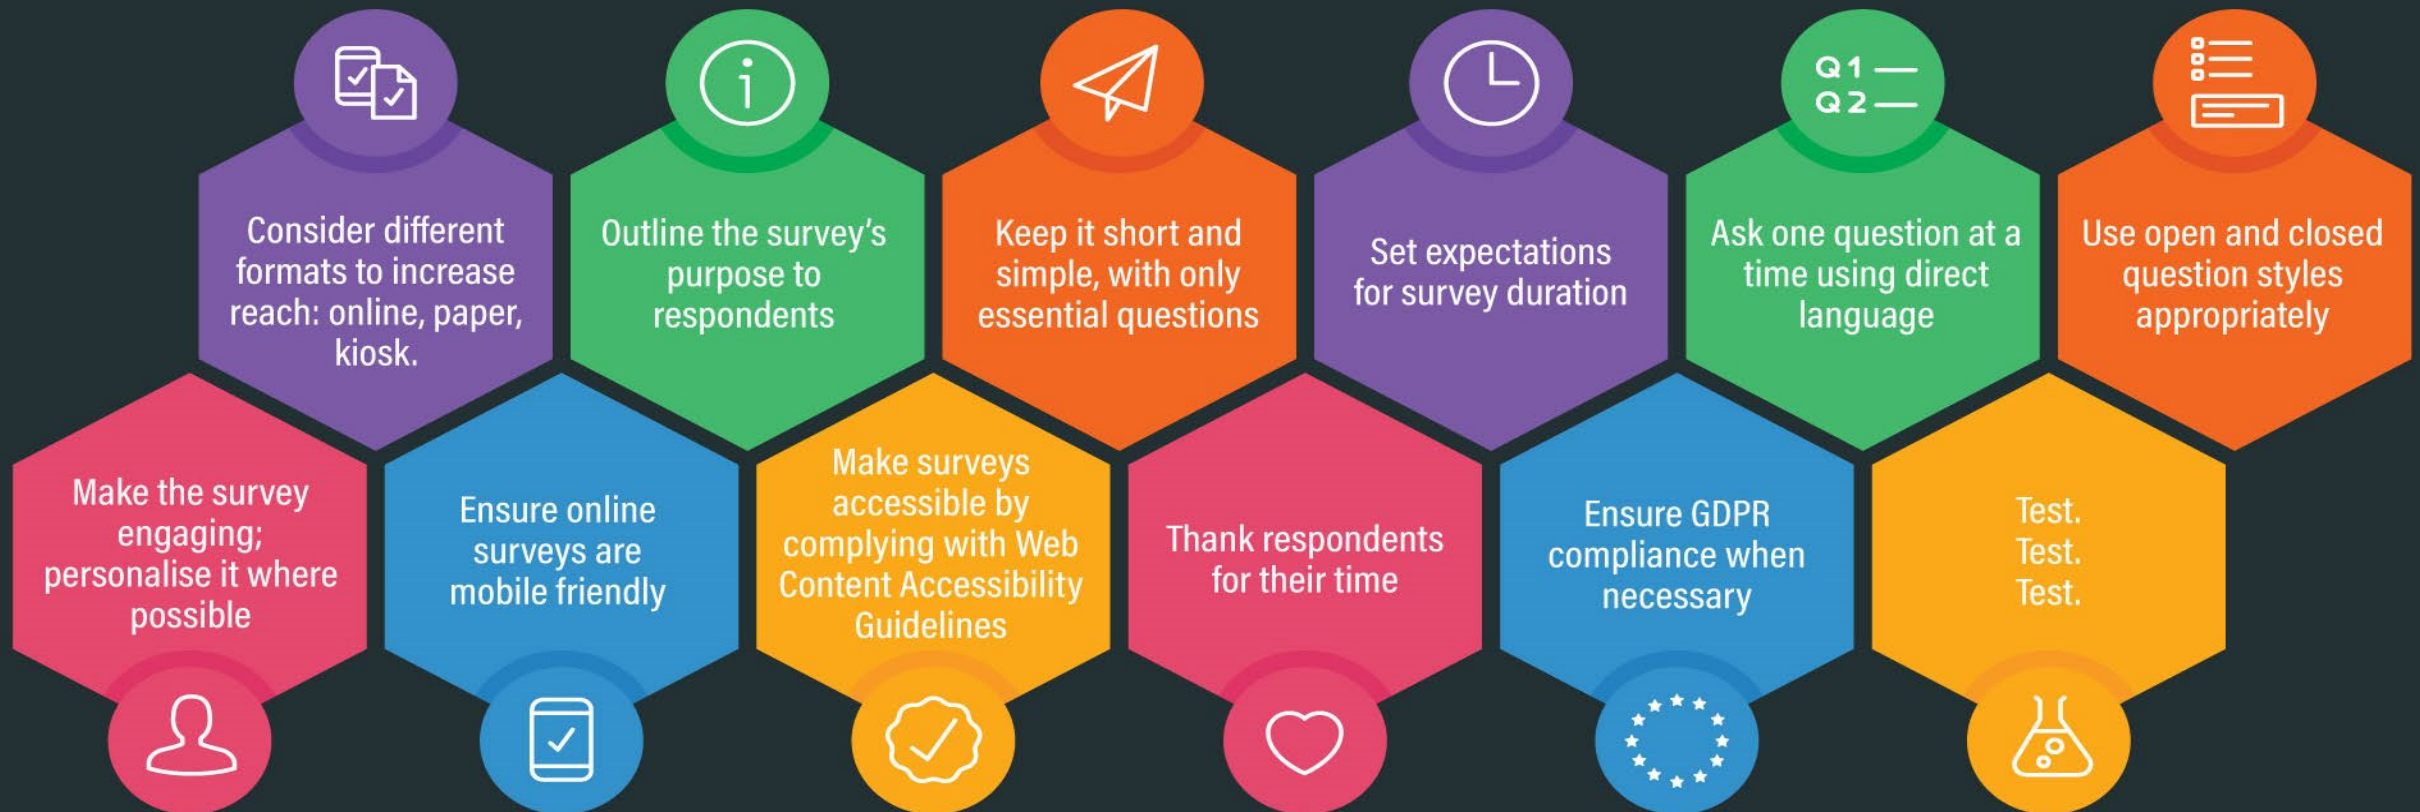 Consider different
formats to increase
reach: online, paper,
kiosk.
Outline the survey's
purpose to
respondents
Keep it short and
simple, with only
essential questions
Set expectations
for survey duration
Q1
Q2
Ask one question at a
time using direct
language
Use open and closed
question styles
appropriately
Make the survey
engaging;
personalise it where
possible
Ensure online
surveys are
mobile friendly
Make surveys
accessible by
complying with Web
Content Accessibility
Guidelines
Thank respondents
for their time
Ensure GDPR
compliance when
necessary
Test.
Test.
Test.